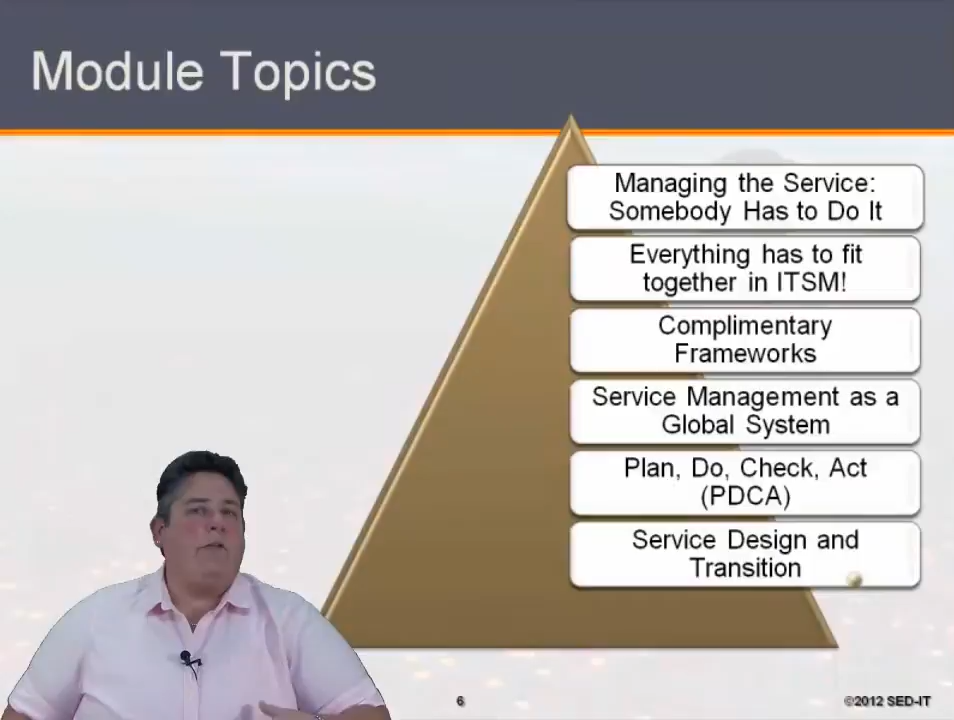 Module Topics
Managing the Service:
Somebody Has to Do It
Everything has to fit
together in ITSM!
Complimentary
Frameworks
Service Management as a
Global System
Plan, Do, Check, Act
(PDCA)
Service Design and
Transition
6
©2012 SED-IT